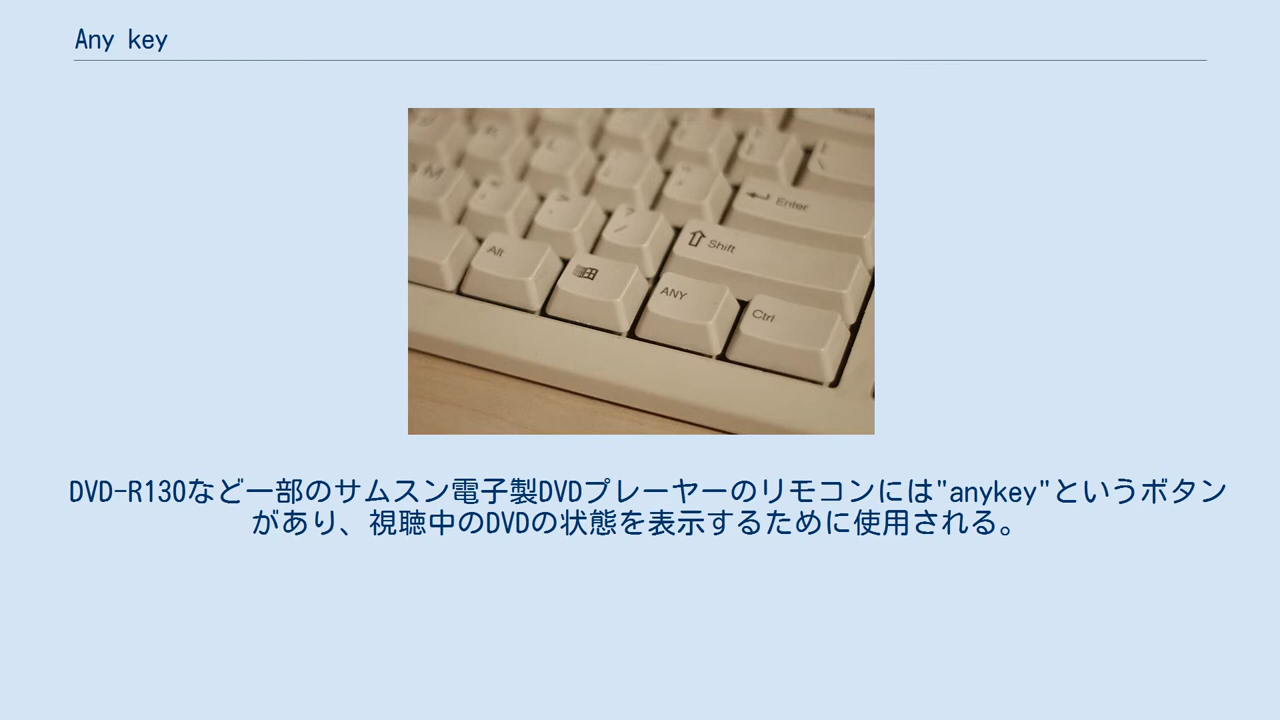 Any key
M
Enter
Shift
Alt
ANY
Ctrl
DVD-R130など一部のサムスン電子製DVDプレーヤーのリモコンには"anykey"というボタン
があり、視聴中のDVDの状態を表示するために使用される。